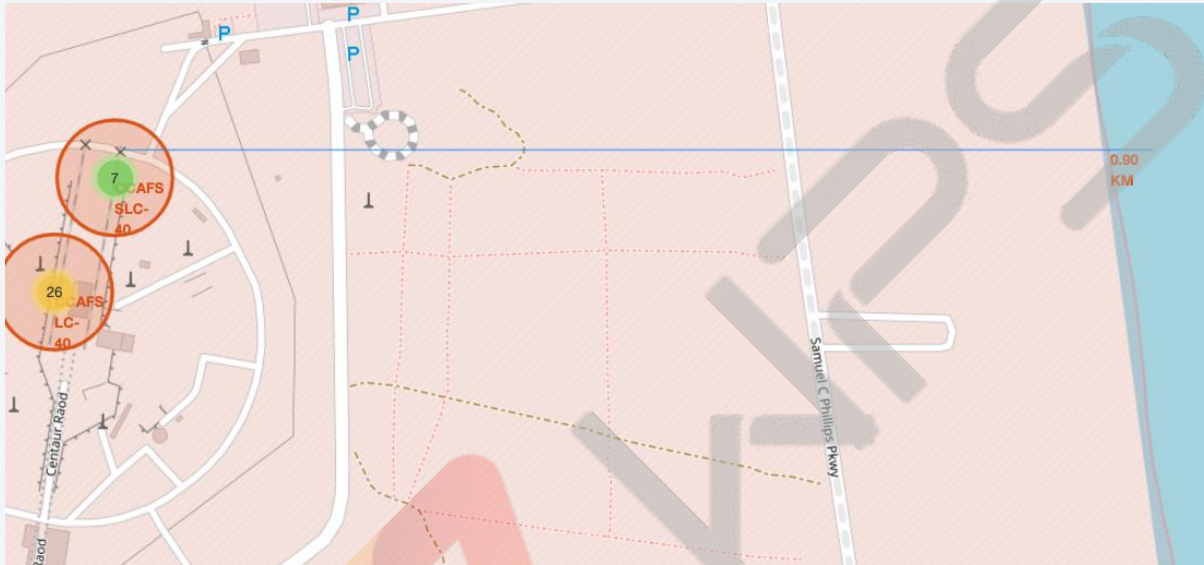 P
P
P
0.90
KM
7
CCAFS
SLC-
40
26
CCAFS
LC-
40
Samuel C Phillips Pkwy
Centaur Raod
Raod